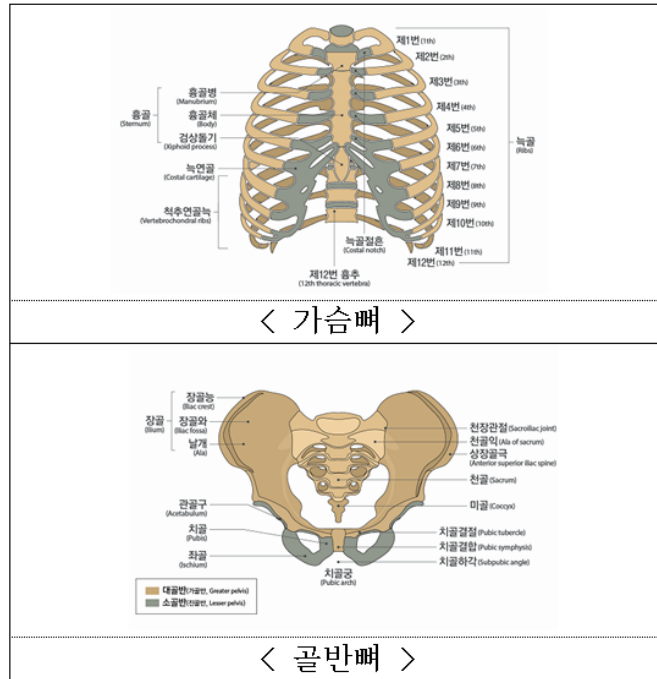 제1번(1th)
제2번(2th)
제3번(3th)
제4번(4th)
제5번(5th)
제6번(6th)
제7번(7th)
제8번(8th)
제9번(9th)
제10번(10th)
제11번(11th)
제12번(12th)
늑골
(Ribs)
흉골
(Sternum)
흉골병
(Manubrium)
흉골체
(Body)
검상돌기
(Xiphoid process)
늑연골
(Costal cartilage)
척추연골늑
(Vertebrochondral ribs)
늑골절흔
(Costal notch)
제12번 흉추
(12th thoracic vertebra)
< 가슴뼈 >
장골
(Ilium)
장골능
(Iliac crest)
장골와
(Iliac fossa)
날개
(Ala)
관골구
(Acetabulum)
치골
(Pubis)
좌골
(Ischium)
천장관절(Sacroiliac joint)
천골익(Ala of sacrum)
상장골극
(Anterior superior iliac spine)
천골(Sacrum)
미골(Coccyx)
치골결절(Pubic tubercle)
치골결합(Pubic symphysis)
치골하각(Subpubic angle)
치골궁
(Pubic arch)
대골반(가골반, Greater pelvis)
소골반(진골반, Lesser pelvis)
< 골반뼈 >